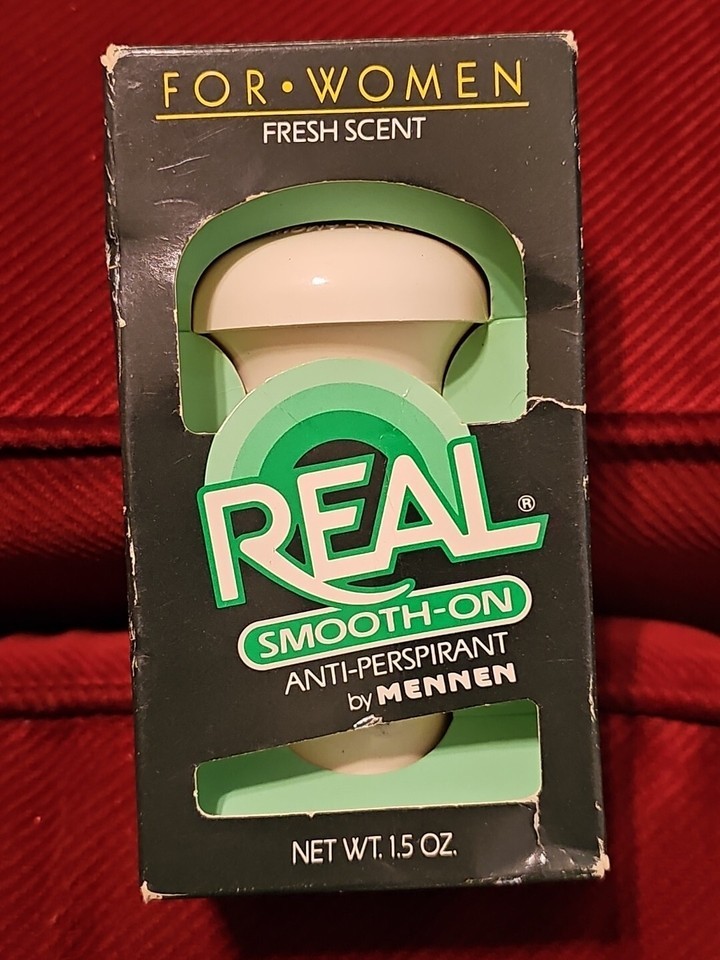 FOR • WOMEN
FRESH SCENT
REAL®
SMOOTH-ON
ANTI-PERSPIRANT
by MENNEN
NET WT. 1.5 OZ.